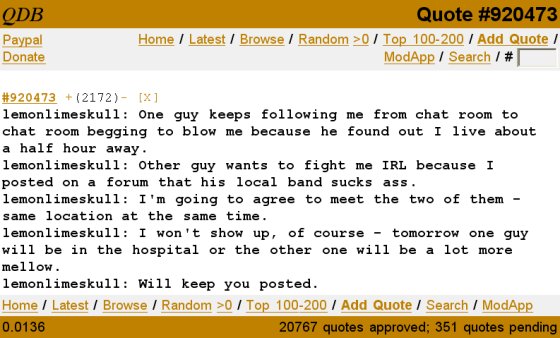 QDB Quote #920473
Paypal Home / Latest / Browse / Random >0 / Top 100-200 / Add Quote /
Donate ModApp / Search / #
#920473 +(2172)- [X]
lemonlimeskull: One guy keeps following me from chat room to
chat room begging to blow me because he found out I live about
a half hour away.
lemonlimeskull: Other guy wants to fight me IRL because I
posted on a forum that his local band sucks ass.
lemonlimeskull: I'm going to agree to meet the two of them -
same location at the same time.
lemonlimeskull: I won't show up, of course - tomorrow one guy
will be in the hospital or the other one will be a lot more
mellow.
lemonlimeskull: Will keep you posted.
Home / Latest / Browse / Random >0 / Top 100-200 / Add Quote / Search / ModApp
0.0136 20767 quotes approved; 351 quotes pending